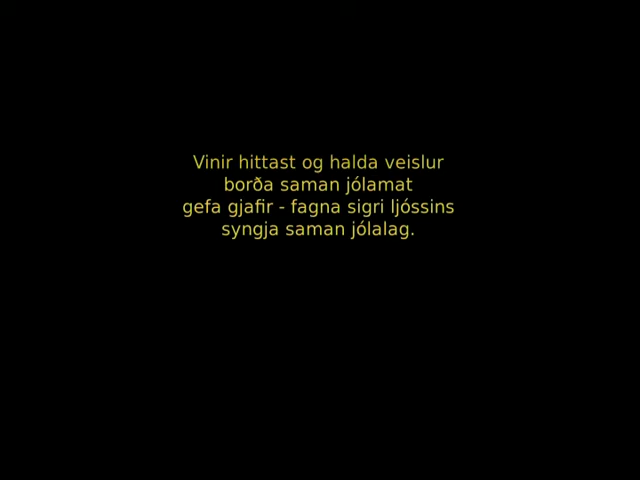 Vinir hittast og halda veislur
borða saman jólamat
gefa gjafir - fagna sigri ljóssins
syngja saman jólalag.